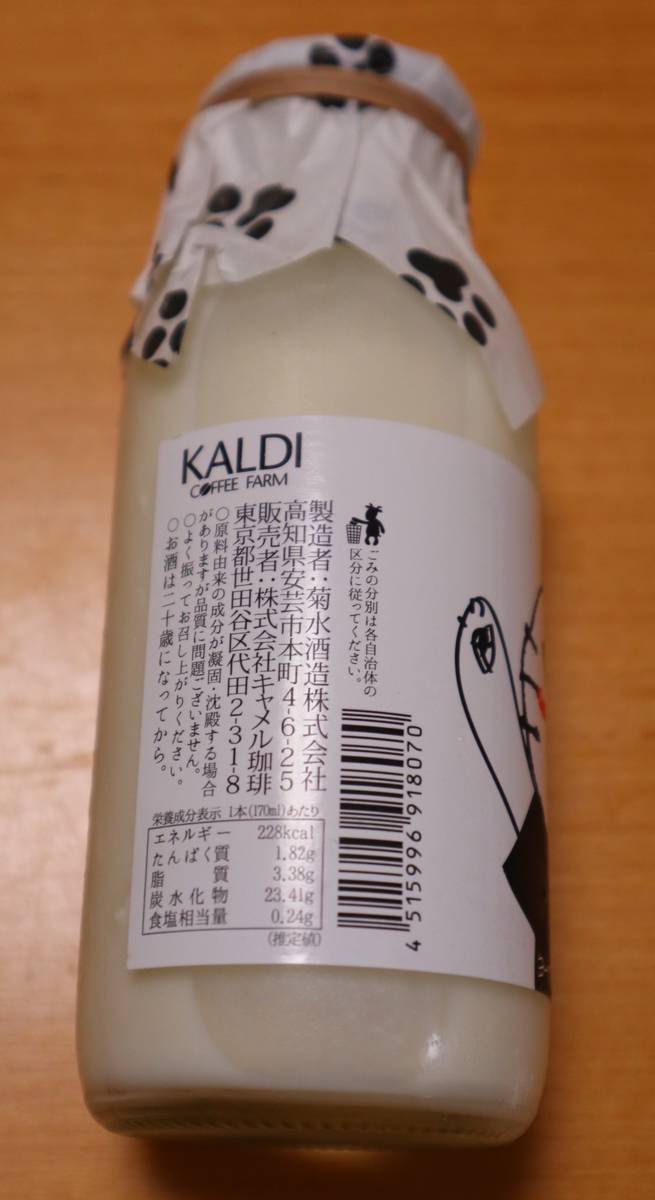 KALDI
COFFEE FARM
ごみの分別は各自治体の
区分に従ってください。
製造者：菊水酒造株式会社
高知県安芸市本町4-6-25
販売者：株式会社キャメル珈琲
東京都世田谷区代田2-31-8
○原料由来の成分が凝固・沈殿する場合
がありますが品質に問題ございません。
○よく振ってお召し上がりください。
○お酒は二十歳になってから。
栄養成分表示 1本(170ml)あたり
エネルギー 228kcal
たんぱく質 1.82g
脂質 3.38g
炭水化物 23.41g
食塩相当量 0.24g
(推定値)
4 515996 918070